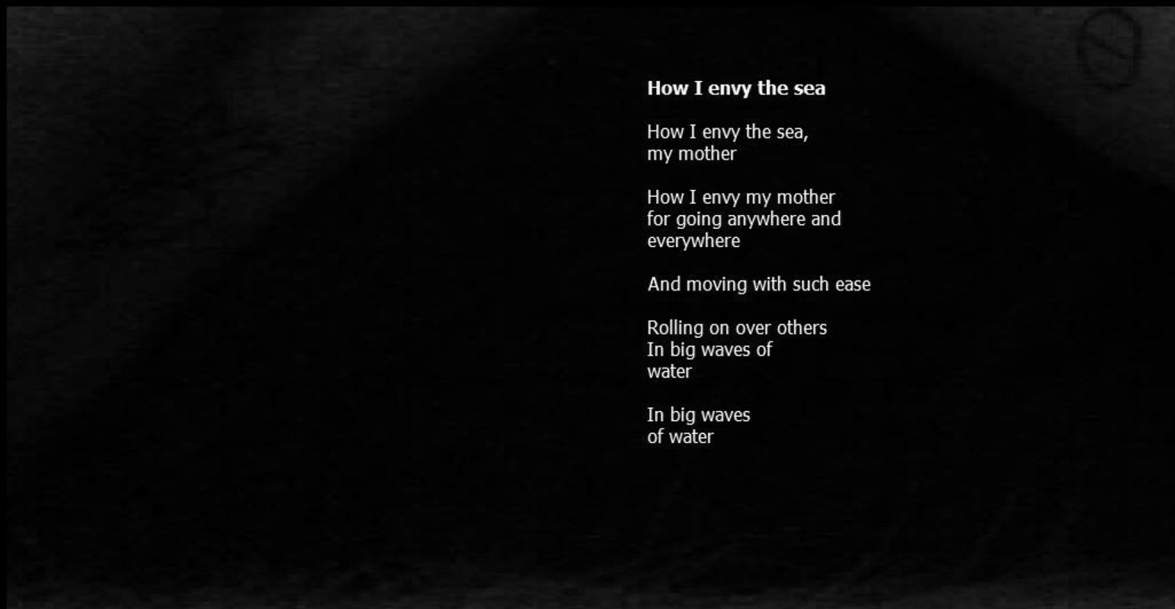 How I envy the sea
How I envy the sea,
my mother
How I envy my mother
for going anywhere and
everywhere
And moving with such ease
Rolling on over others
In big waves of
water
In big waves
of water